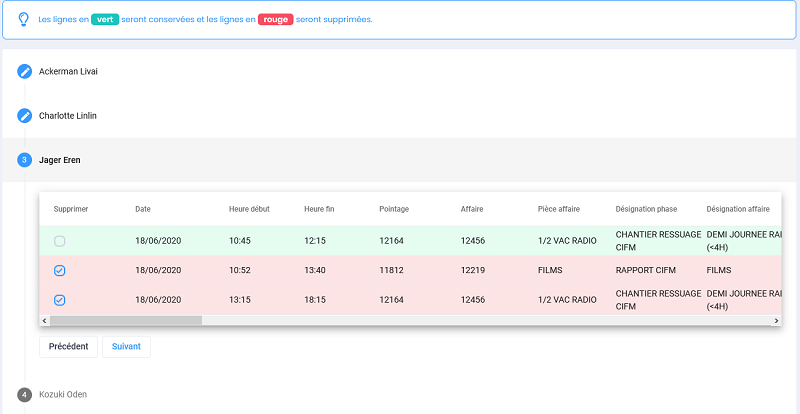 Les lignes en vert seront conservées et les lignes en rouge seront supprimées.
Ackerman Livai
Charlotte Linlin
3 Jager Eren
Supprimer Date Heure début Heure fin Pointage Affaire Pièce affaire Désignation phase Désignation affaire
18/06/2020 10:45 12:15 12164 12456 1/2 VAC RADIO CHANTIER RESSUAGE DEMI JOURNEE RAI
CIFM (<4H)
18/06/2020 10:52 13:40 11812 12219 FILMS RAPPORT CIFM FILMS
18/06/2020 13:15 18:15 12164 12456 1/2 VAC RADIO CHANTIER RESSUAGE DEMI JOURNEE RAI
CIFM (<4H)
Précédent Suivant
4 Kozuki Oden